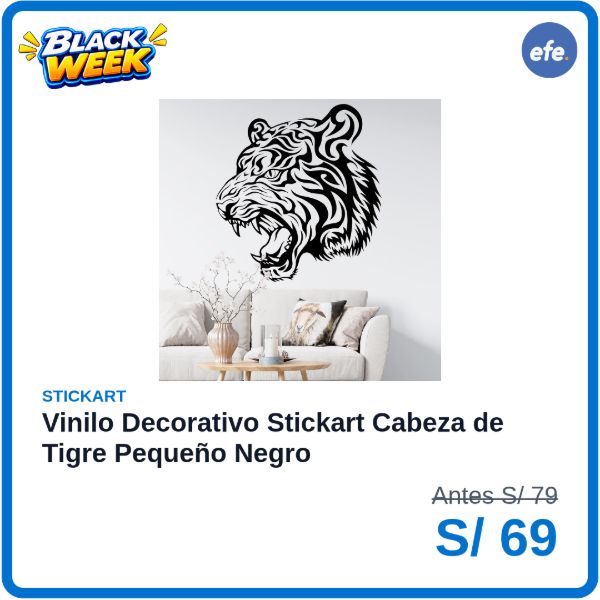 BLACK
WEEK
efe.
STICKART
Vinilo Decorativo Stickart Cabeza de
Tigre Pequeño Negro
Antes S/ 79
S/ 69